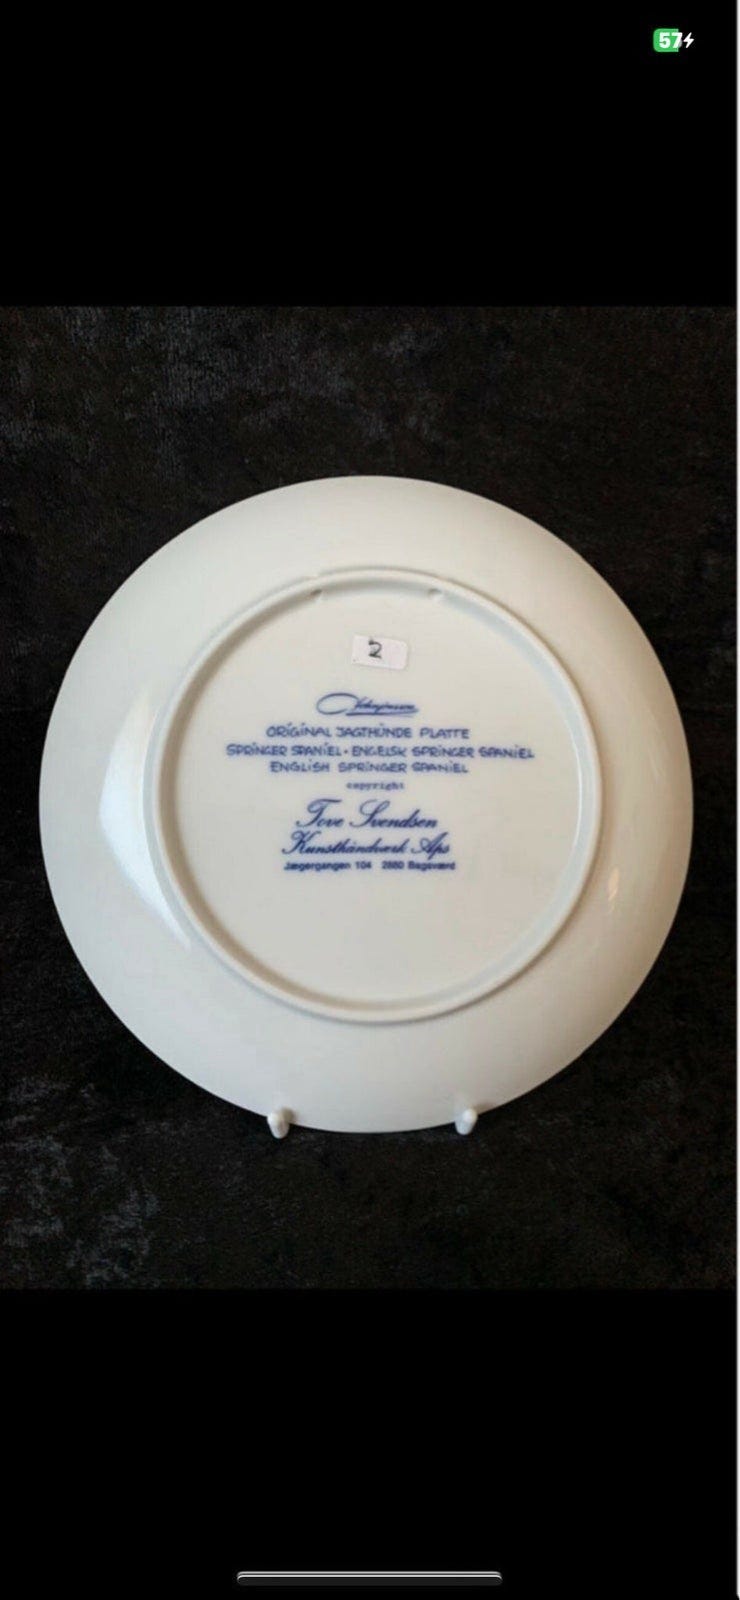 57
2
ORIGINAL JAGTHUNDE PLATTE
SPRINGER SPANIEL · ENGELSK SPRINGER SPANIEL
ENGLISH SPRINGER SPANIEL
copyright
Tove Svendsen
Kunsthåndværk Aps
Jægergangen 104 2880 Bagsværd